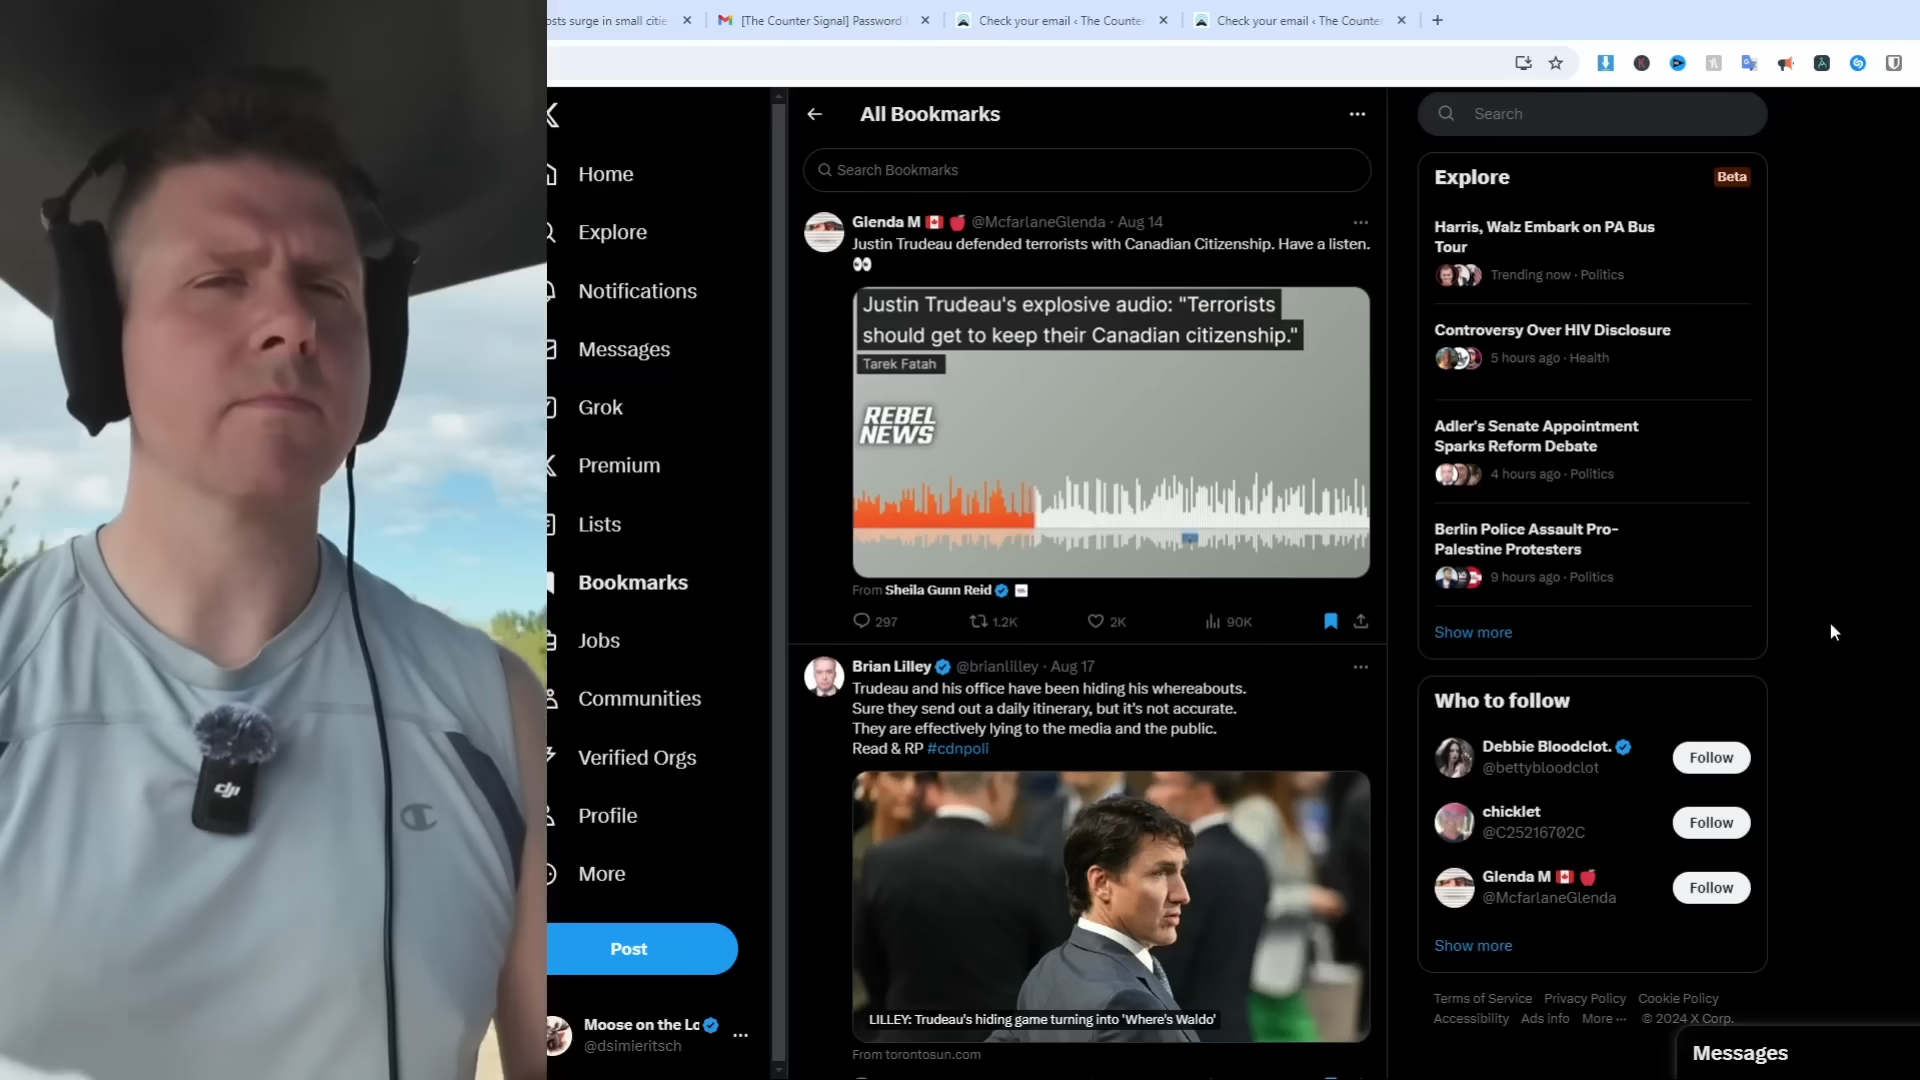 osts surge in small citie
[The Counter Signal] Password
Check your email ‹ The Counte
Check your email ‹ The Counte
Home
Explore
Notifications
Messages
Grok
Premium
Lists
Bookmarks
Jobs
Communities
Verified Orgs
Profile
More
Post
Moose on the Lo
@dsimieritsch
All Bookmarks
Search Bookmarks
Glenda M @McfarlaneGlenda · Aug 14
Justin Trudeau defended terrorists with Canadian Citizenship. Have a listen.
Justin Trudeau's explosive audio: "Terrorists
should get to keep their Canadian citizenship."
Tarek Fatah
REBEL
NEWS
From Sheila Gunn Reid
297 1.2K 2K 90K
Brian Lilley @brianlilley · Aug 17
Trudeau and his office have been hiding his whereabouts.
Sure they send out a daily itinerary, but it's not accurate.
They are effectively lying to the media and the public.
Read & RP #cdnpoli
LILLEY: Trudeau's hiding game turning into 'Where's Waldo'
From torontosun.com
Search
Explore Beta
Harris, Walz Embark on PA Bus
Tour
Trending now · Politics
Controversy Over HIV Disclosure
5 hours ago · Health
Adler's Senate Appointment
Sparks Reform Debate
4 hours ago · Politics
Berlin Police Assault Pro-
Palestine Protesters
9 hours ago · Politics
Show more
Who to follow
Debbie Bloodclot.
@bettybloodclot
Follow
chicklet
@C25216702C
Follow
Glenda M
@McfarlaneGlenda
Follow
Show more
Terms of Service Privacy Policy Cookie Policy
Accessibility Ads info More ··· © 2024 X Corp.
Messages
dji